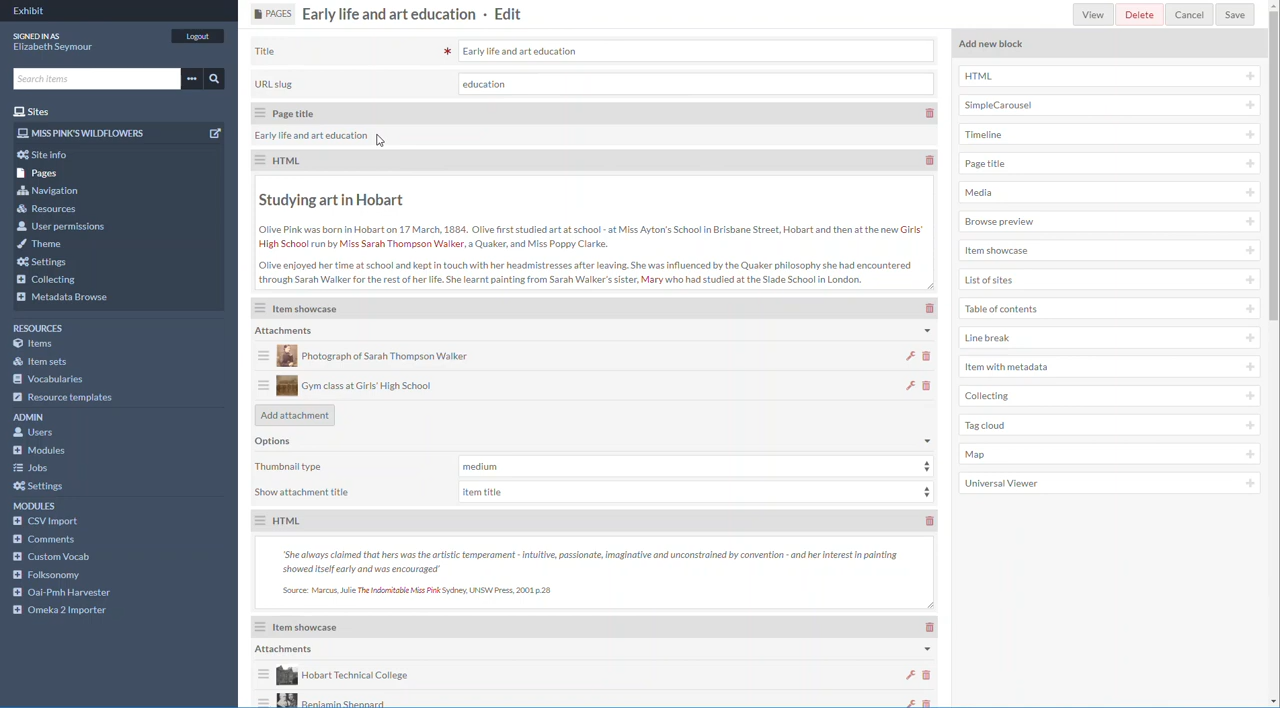 Exhibit
SIGNED IN AS
Elizabeth Seymour
Logout
Search items
Sites
MISS PINK'S WILDFLOWERS
Site info
Pages
Navigation
Resources
User permissions
Theme
Settings
Collecting
Metadata Browse
RESOURCES
Items
Item sets
Vocabularies
Resource templates
ADMIN
Users
Modules
Jobs
Settings
MODULES
CSV Import
Comments
Custom Vocab
Folksonomy
Oai-Pmh Harvester
Omeka 2 Importer
PAGES Early life and art education · Edit
View Delete Cancel Save
Title * Early life and art education
URL slug education
Page title
Early life and art education
HTML
Studying art in Hobart
Olive Pink was born in Hobart on 17 March, 1884. Olive first studied art at school - at Miss Ayton's School in Brisbane Street, Hobart and then at the new Girls'
High School run by Miss Sarah Thompson Walker, a Quaker, and Miss Poppy Clarke.
Olive enjoyed her time at school and kept in touch with her headmistresses after leaving. She was influenced by the Quaker philosophy she had encountered
through Sarah Walker for the rest of her life. She learnt painting from Sarah Walker's sister, Mary who had studied at the Slade School in London.
Item showcase
Attachments
Photograph of Sarah Thompson Walker
Gym class at Girls' High School
Add attachment
Options
Thumbnail type medium
Show attachment title item title
HTML
'She always claimed that hers was the artistic temperament - intuitive, passionate, imaginative and unconstrained by convention - and her interest in painting
showed itself early and was encouraged'
Source: Marcus, Julie The Indomitable Miss Pink Sydney, UNSW Press, 2001 p.28
Item showcase
Attachments
Hobart Technical College
Benjamin Sheppard
Add new block
HTML
SimpleCarousel
Timeline
Page title
Media
Browse preview
Item showcase
List of sites
Table of contents
Line break
Item with metadata
Collecting
Tag cloud
Map
Universal Viewer